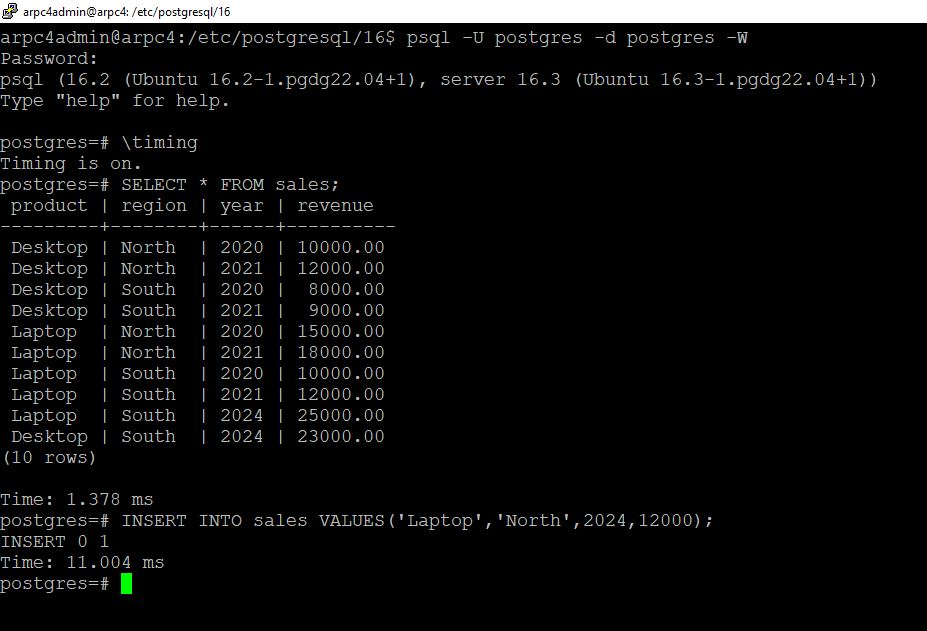 arpc4admin@arpc4: /etc/postgresql/16
arpc4admin@arpc4:/etc/postgresql/16$ psql -U postgres -d postgres -W
Password:
psql (16.2 (Ubuntu 16.2-1.pgdg22.04+1), server 16.3 (Ubuntu 16.3-1.pgdg22.04+1))
Type "help" for help.

postgres=# \timing
Timing is on.
postgres=# SELECT * FROM sales;
 product | region | year | revenue
---------+--------+------+----------
 Desktop | North  | 2020 | 10000.00
 Desktop | North  | 2021 | 12000.00
 Desktop | South  | 2020 |  8000.00
 Desktop | South  | 2021 |  9000.00
 Laptop  | North  | 2020 | 15000.00
 Laptop  | North  | 2021 | 18000.00
 Laptop  | South  | 2020 | 10000.00
 Laptop  | South  | 2021 | 12000.00
 Laptop  | South  | 2024 | 25000.00
 Desktop | South  | 2024 | 23000.00
(10 rows)

Time: 1.378 ms
postgres=# INSERT INTO sales VALUES('Laptop','North',2024,12000);
INSERT 0 1
Time: 11.004 ms
postgres=#